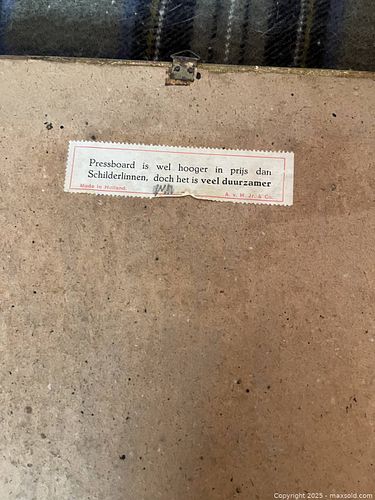 Pressboard is wel hooger in prijs dan
Schilderlinnen, doch het is veel duurzamer
Made in Holland.
A. v. H. Jr. & Co.
Copyright 2025 - maxsold.com